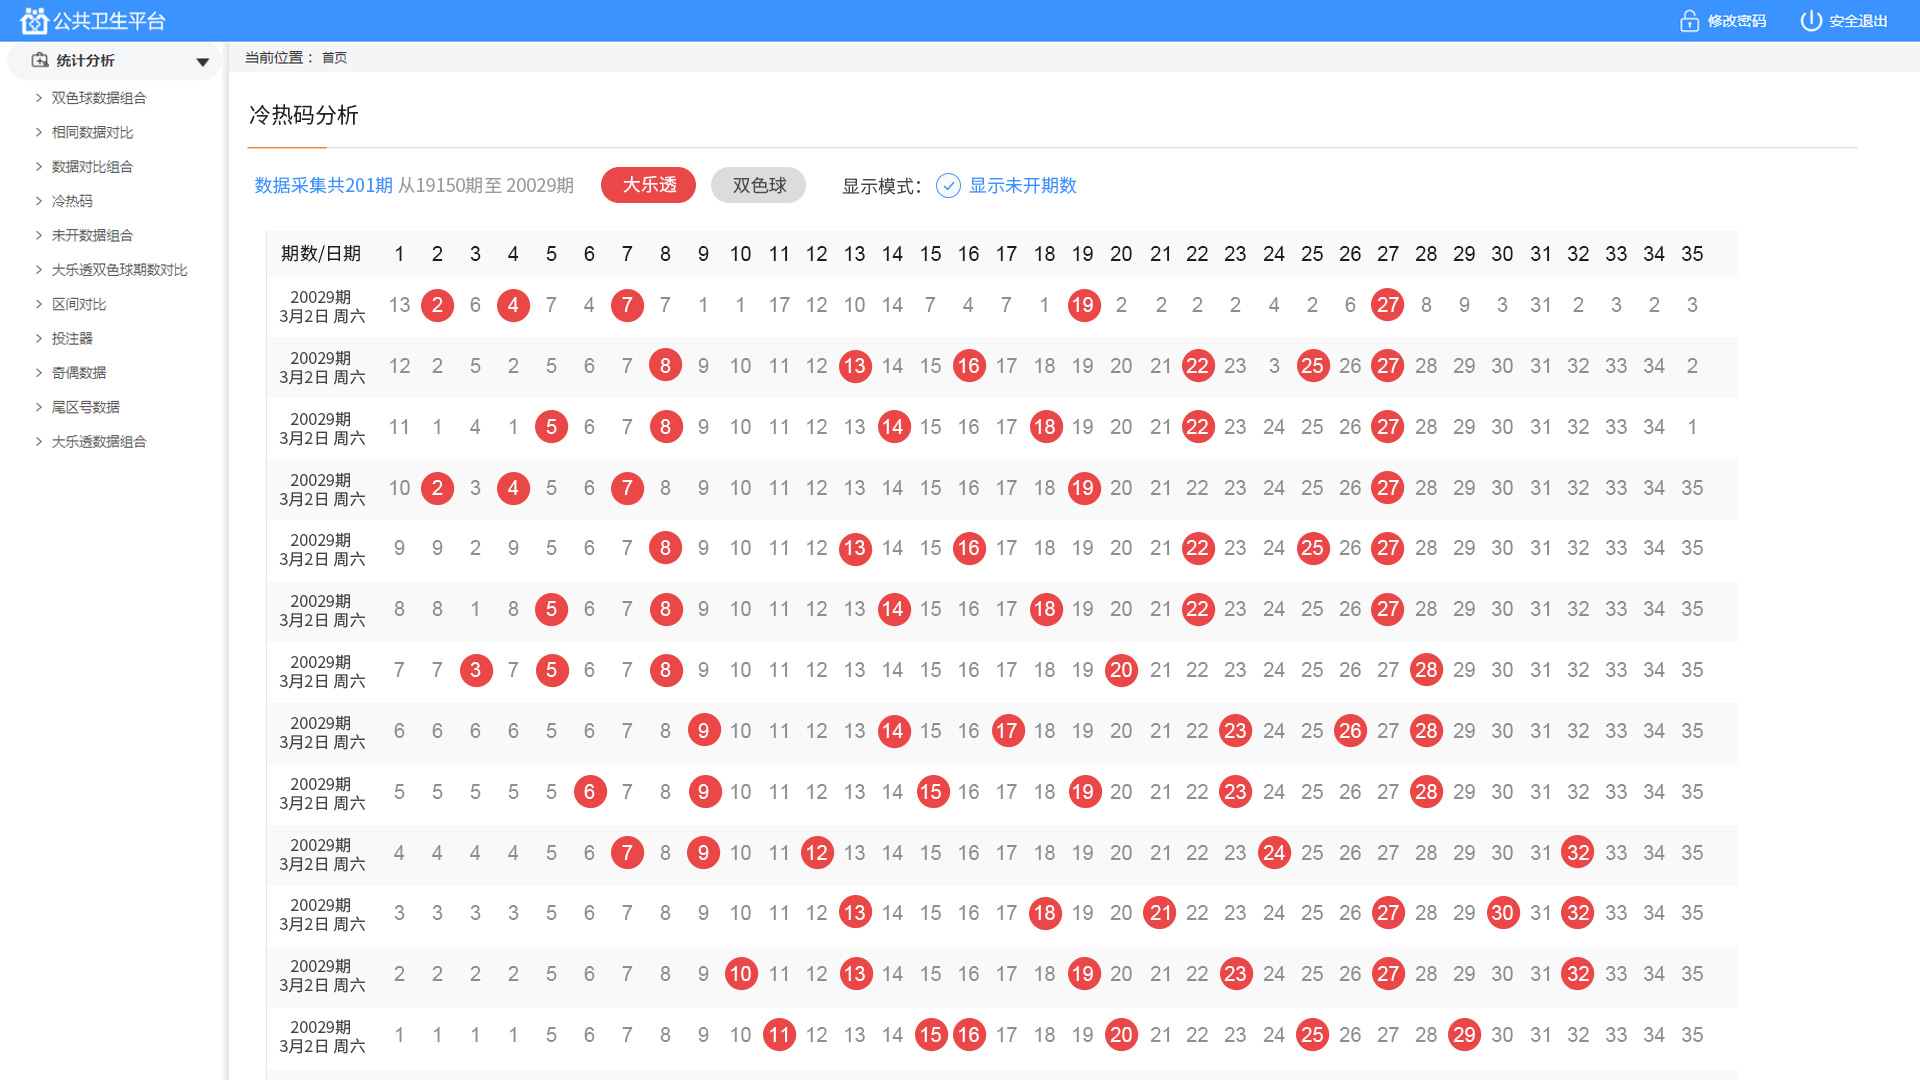 公共卫生平台
修改密码
安全退出
统计分析
双色球数据组合
相同数据对比
数据对比组合
冷热码
未开数据组合
大乐透双色球期数对比
区间对比
投注器
奇偶数据
尾区号数据
大乐透数据组合
当前位置： 首页
冷热码分析
数据采集共201期 从19150期至 20029期 大乐透 双色球 显示模式: 显示未开期数
期数/日期 1 2 3 4 5 6 7 8 9 10 11 12 13 14 15 16 17 18 19 20 21 22 23 24 25 26 27 28 29 30 31 32 33 34 35
20029期
3月2日 周六
13 2 6 4 7 4 7 7 1 1 17 12 10 14 7 4 7 1 19 2 2 2 2 4 2 6 27 8 9 3 31 2 3 2 3
20029期
3月2日 周六
12 2 5 2 5 6 7 8 9 10 11 12 13 14 15 16 17 18 19 20 21 22 23 3 25 26 27 28 29 30 31 32 33 34 2
20029期
3月2日 周六
11 1 4 1 5 6 7 8 9 10 11 12 13 14 15 16 17 18 19 20 21 22 23 24 25 26 27 28 29 30 31 32 33 34 1
20029期
3月2日 周六
10 2 3 4 5 6 7 8 9 10 11 12 13 14 15 16 17 18 19 20 21 22 23 24 25 26 27 28 29 30 31 32 33 34 35
20029期
3月2日 周六
9 9 2 9 5 6 7 8 9 10 11 12 13 14 15 16 17 18 19 20 21 22 23 24 25 26 27 28 29 30 31 32 33 34 35
20029期
3月2日 周六
8 8 1 8 5 6 7 8 9 10 11 12 13 14 15 16 17 18 19 20 21 22 23 24 25 26 27 28 29 30 31 32 33 34 35
20029期
3月2日 周六
7 7 3 7 5 6 7 8 9 10 11 12 13 14 15 16 17 18 19 20 21 22 23 24 25 26 27 28 29 30 31 32 33 34 35
20029期
3月2日 周六
6 6 6 6 5 6 7 8 9 10 11 12 13 14 15 16 17 18 19 20 21 22 23 24 25 26 27 28 29 30 31 32 33 34 35
20029期
3月2日 周六
5 5 5 5 5 6 7 8 9 10 11 12 13 14 15 16 17 18 19 20 21 22 23 24 25 26 27 28 29 30 31 32 33 34 35
20029期
3月2日 周六
4 4 4 4 5 6 7 8 9 10 11 12 13 14 15 16 17 18 19 20 21 22 23 24 25 26 27 28 29 30 31 32 33 34 35
20029期
3月2日 周六
3 3 3 3 5 6 7 8 9 10 11 12 13 14 15 16 17 18 19 20 21 22 23 24 25 26 27 28 29 30 31 32 33 34 35
20029期
3月2日 周六
2 2 2 2 5 6 7 8 9 10 11 12 13 14 15 16 17 18 19 20 21 22 23 24 25 26 27 28 29 30 31 32 33 34 35
20029期
3月2日 周六
1 1 1 1 5 6 7 8 9 10 11 12 13 14 15 16 17 18 19 20 21 22 23 24 25 26 27 28 29 30 31 32 33 34 35